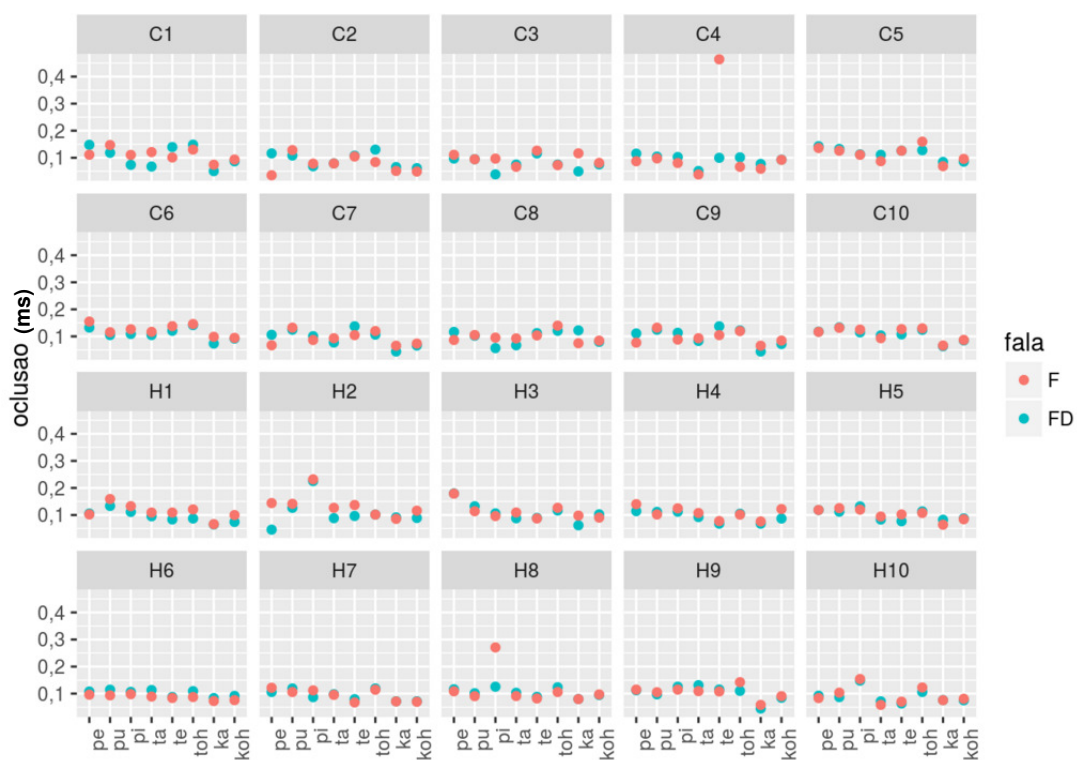 C1 C2 C3 C4 C5
0,4
0,3
0,2
0,1
C6 C7 C8 C9 C10
0,4
0,3
0,2
0,1
oclusao (ms)
H1 H2 H3 H4 H5
0,4
0,3
0,2
0,1
H6 H7 H8 H9 H10
0,4
0,3
0,2
0,1
pe pu pi ta te toh ka koh pe pu pi ta te toh ka koh pe pu pi ta te toh ka koh pe pu pi ta te toh ka koh pe pu pi ta te toh ka koh
fala
F
FD